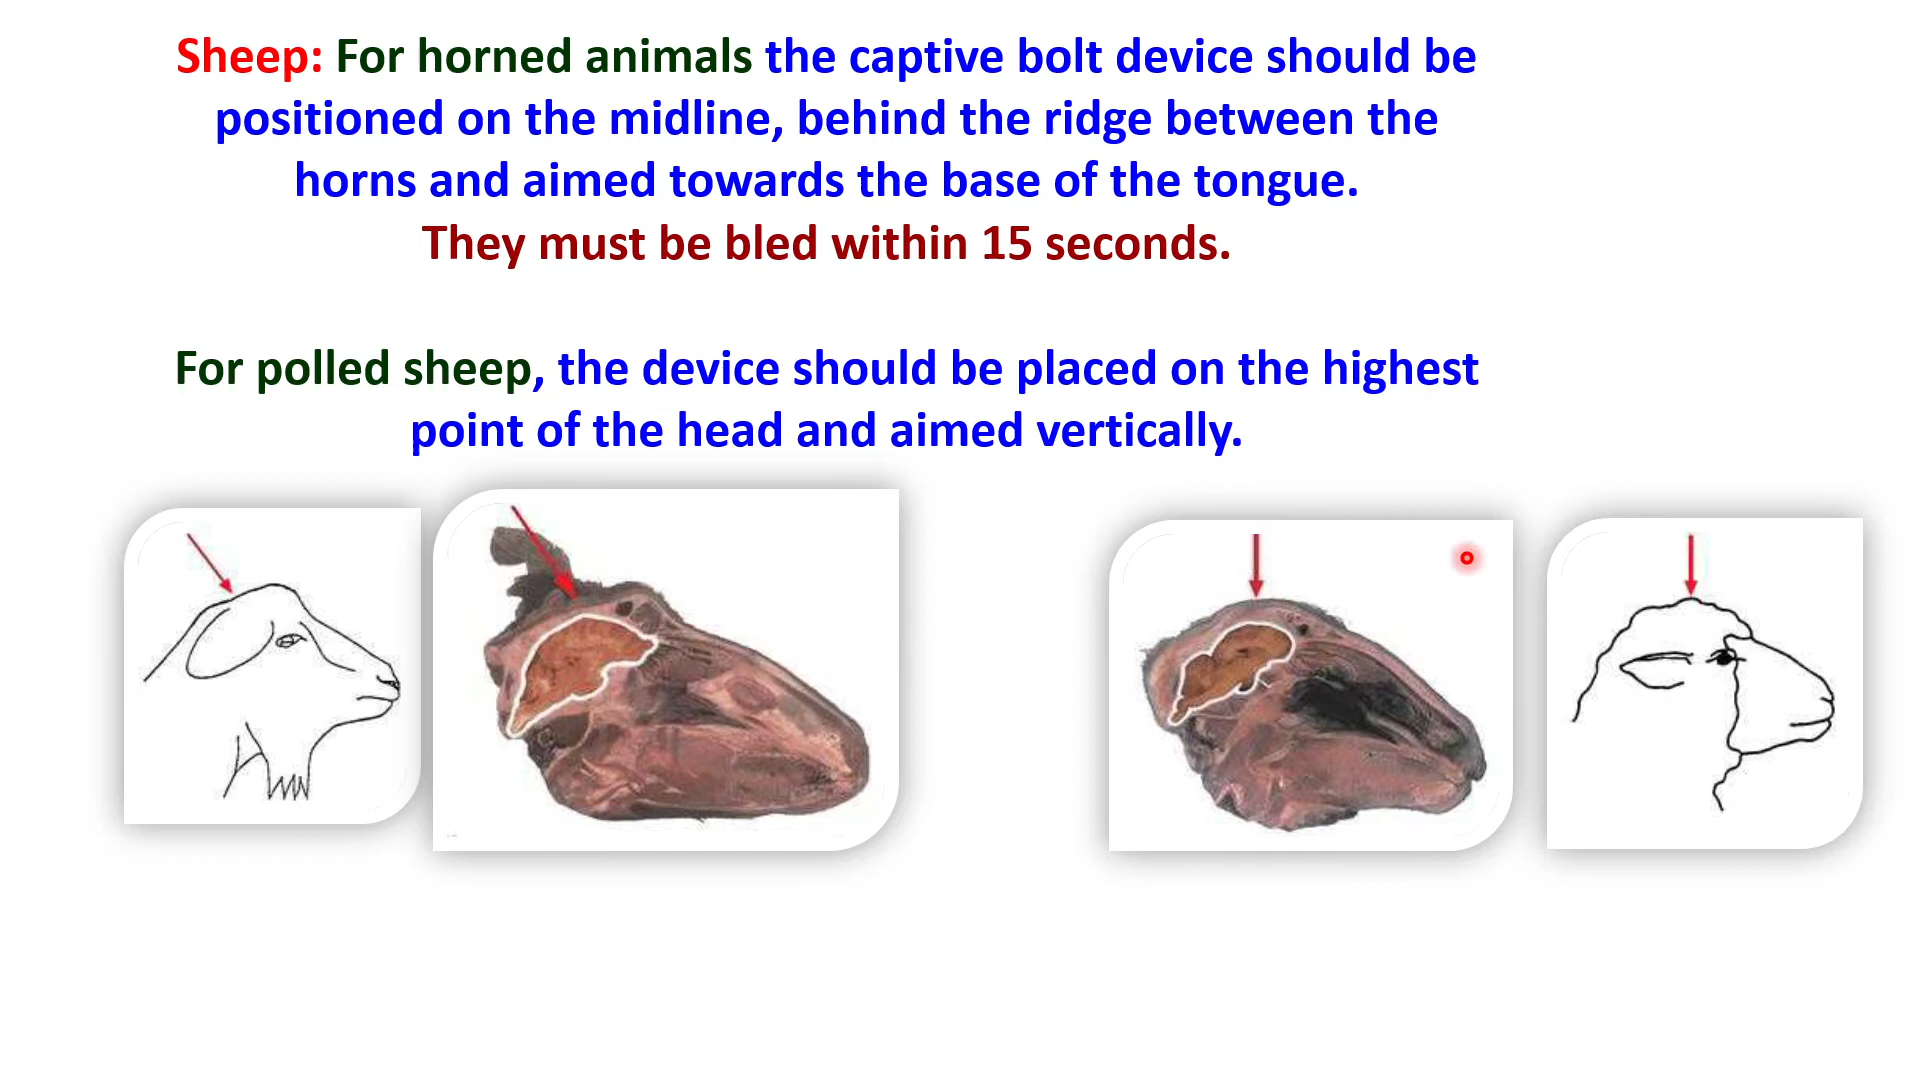 Sheep: For horned animals the captive bolt device should be
positioned on the midline, behind the ridge between the
horns and aimed towards the base of the tongue.
They must be bled within 15 seconds.
For polled sheep, the device should be placed on the highest
point of the head and aimed vertically.